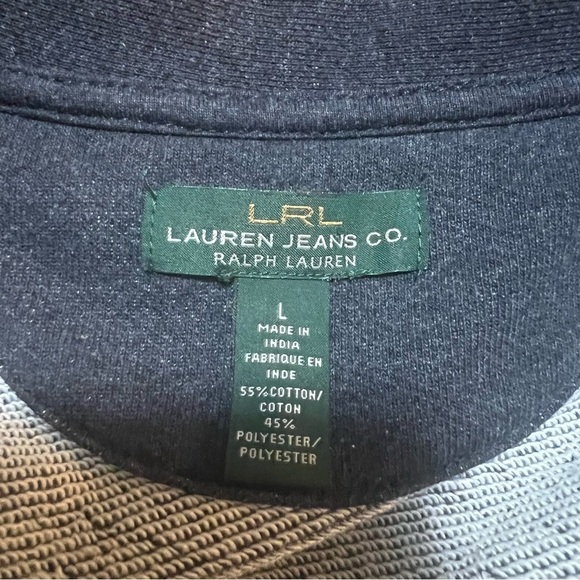 LRL
LAUREN JEANS CO.
RALPH LAUREN
L
MADE IN
INDIA
FABRIQUE EN
INDE
55% COTTON/
COTON
45%
POLYESTER/
POLYESTER